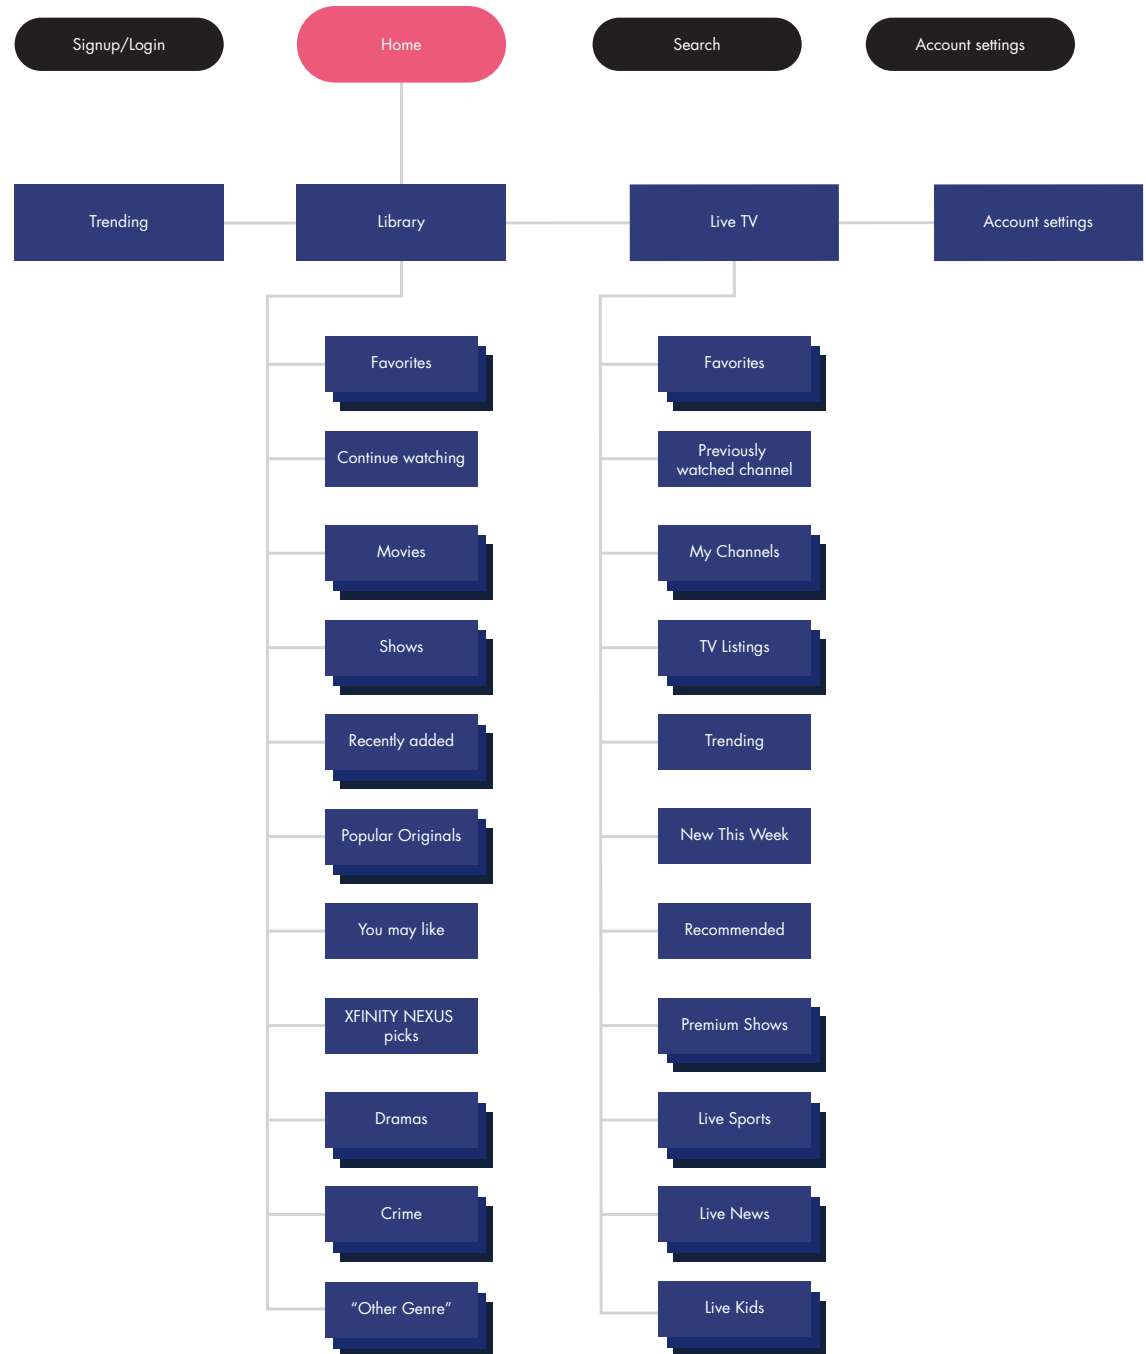 Signup/Login
Home
Search
Account settings
Trending
Library
Live TV
Account settings
Favorites
Continue watching
Movies
Shows
Recently added
Popular Originals
You may like
XFINITY NEXUS
picks
Dramas
Crime
“Other Genre”
Favorites
Previously
watched channel
My Channels
TV Listings
Trending
New This Week
Recommended
Premium Shows
Live Sports
Live News
Live Kids